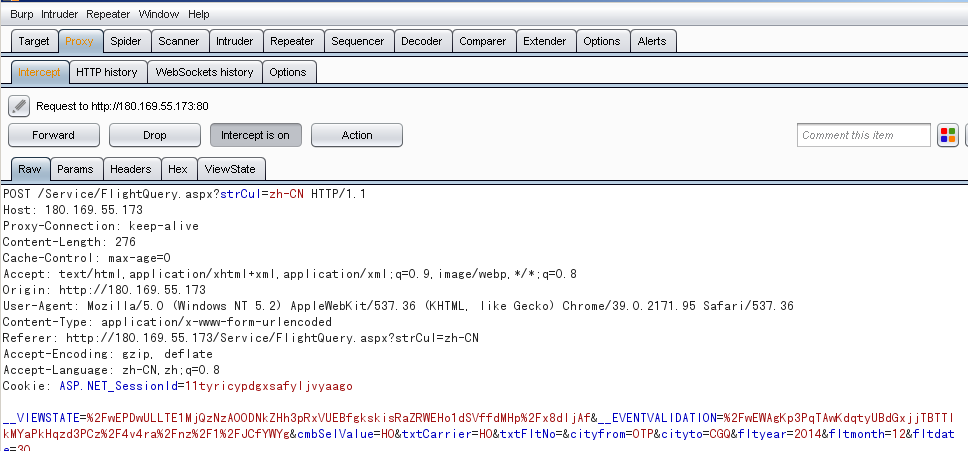 Burp Intruder Repeater Window Help
Target Proxy Spider Scanner Intruder Repeater Sequencer Decoder Comparer Extender Options Alerts
Intercept HTTP history WebSockets history Options
Request to http://180.169.55.173:80
Forward Drop Intercept is on Action Comment this item
Raw Params Headers Hex ViewState
POST /Service/FlightQuery.aspx?strCul=zh-CN HTTP/1.1
Host: 180.169.55.173
Proxy-Connection: keep-alive
Content-Length: 276
Cache-Control: max-age=0
Accept: text/html,application/xhtml+xml,application/xml;q=0.9,image/webp,*/*;q=0.8
Origin: http://180.169.55.173
User-Agent: Mozilla/5.0 (Windows NT 5.2) AppleWebKit/537.36 (KHTML, like Gecko) Chrome/39.0.2171.95 Safari/537.36
Content-Type: application/x-www-form-urlencoded
Referer: http://180.169.55.173/Service/FlightQuery.aspx?strCul=zh-CN
Accept-Encoding: gzip, deflate
Accept-Language: zh-CN,zh;q=0.8
Cookie: ASP.NET_SessionId=11tyricypdgxsafyljvyaago
__VIEWSTATE=%2FwEPDwULLTE1MjQzNzA0ODNkZHh3pRxVUEBfgkskisRaZRWEHo1dSVffdMHp%2Fx8dljAf&__EVENTVALIDATION=%2FwEWAgKp3PqTAwKdqtyUBdGxjjTBTTl
kMYaPkHqzd3PCz%2F4v4ra%2Fnz%2F1%2FJCfYWYg&cmbSelValue=HO&txtCarrier=HO&txtFltNo=&cityfrom=OTP&cityto=CGQ&fltyear=2014&fltmonth=12&fltdat
e=30